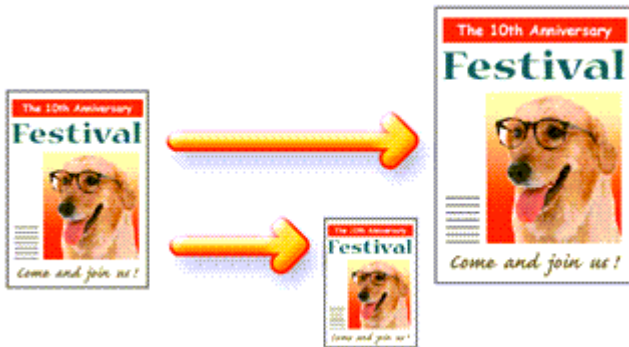 The 10th Anniversary
Festival
Come and join us!
The 10th Anniversary
Festival
Come and join us!
The 10th Anniversary
Festival
Come and join us!